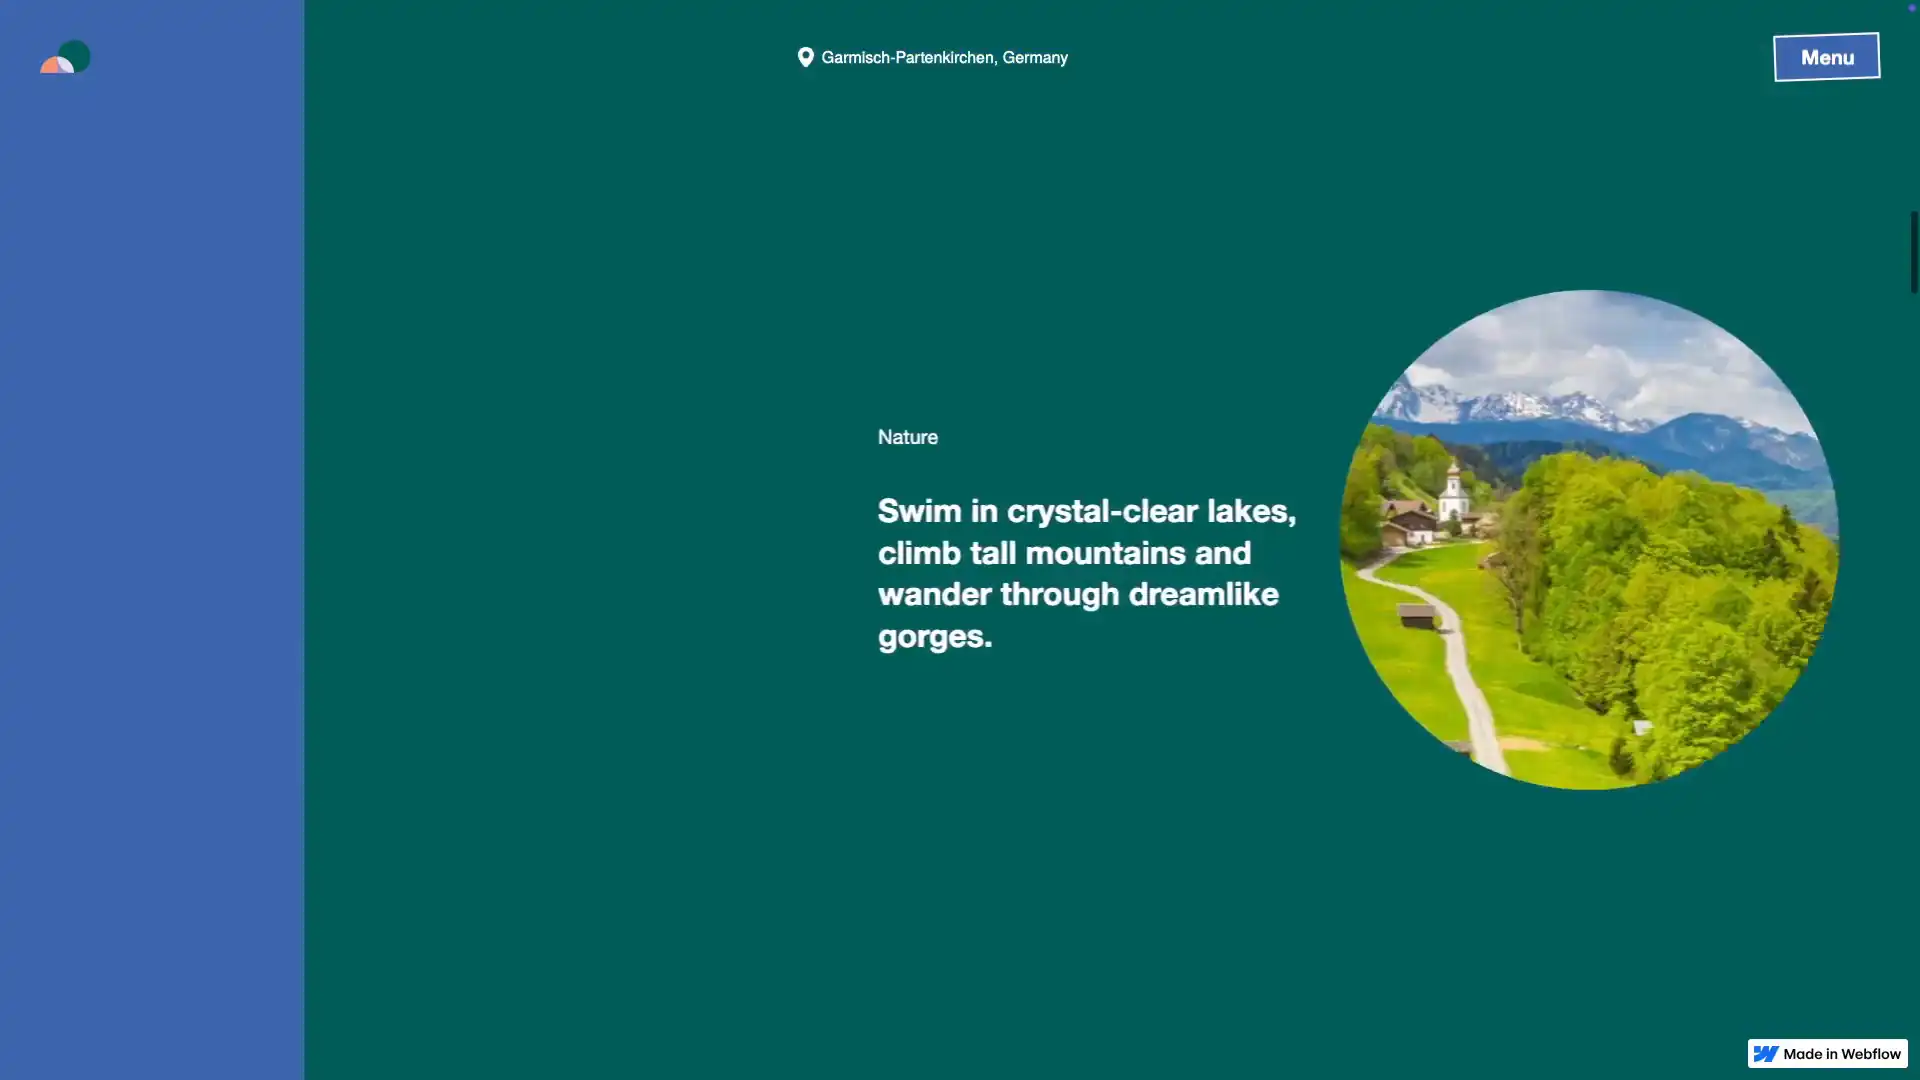 Garmisch-Partenkirchen, Germany
Menu
Nature
Swim in crystal-clear lakes,
climb tall mountains and
wander through dreamlike
gorges.
Made in Webflow